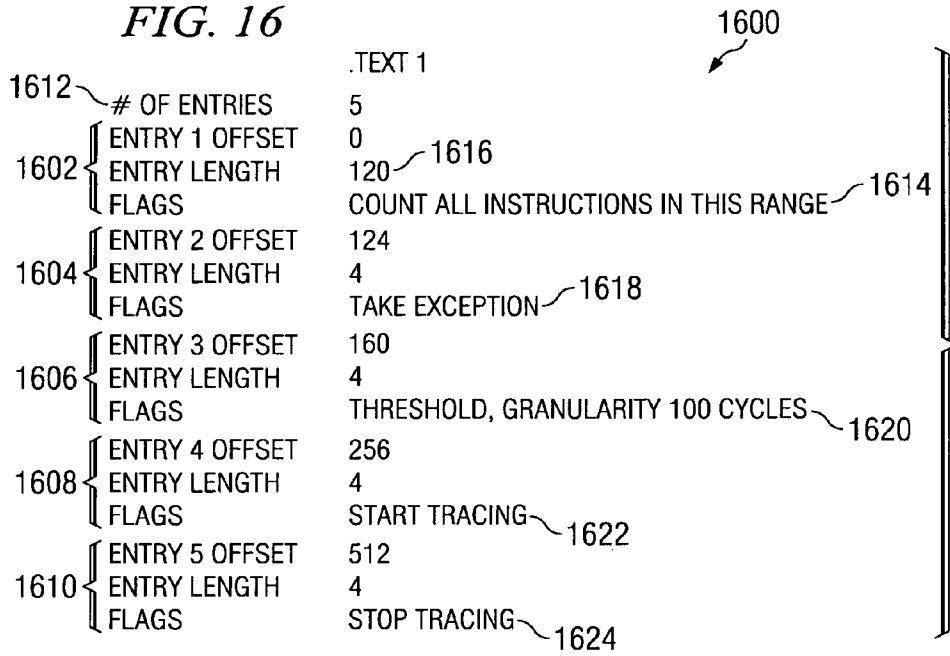 FIG. 16
1600
.TEXT 1
1612 # OF ENTRIES 5
ENTRY 1 OFFSET 0
1602 ENTRY LENGTH 120 1616
FLAGS COUNT ALL INSTRUCTIONS IN THIS RANGE 1614
ENTRY 2 OFFSET 124
1604 ENTRY LENGTH 4
FLAGS TAKE EXCEPTION 1618
ENTRY 3 OFFSET 160
1606 ENTRY LENGTH 4
FLAGS THRESHOLD, GRANULARITY 100 CYCLES 1620
ENTRY 4 OFFSET 256
1608 ENTRY LENGTH 4
FLAGS START TRACING 1622
ENTRY 5 OFFSET 512
1610 ENTRY LENGTH 4
FLAGS STOP TRACING 1624